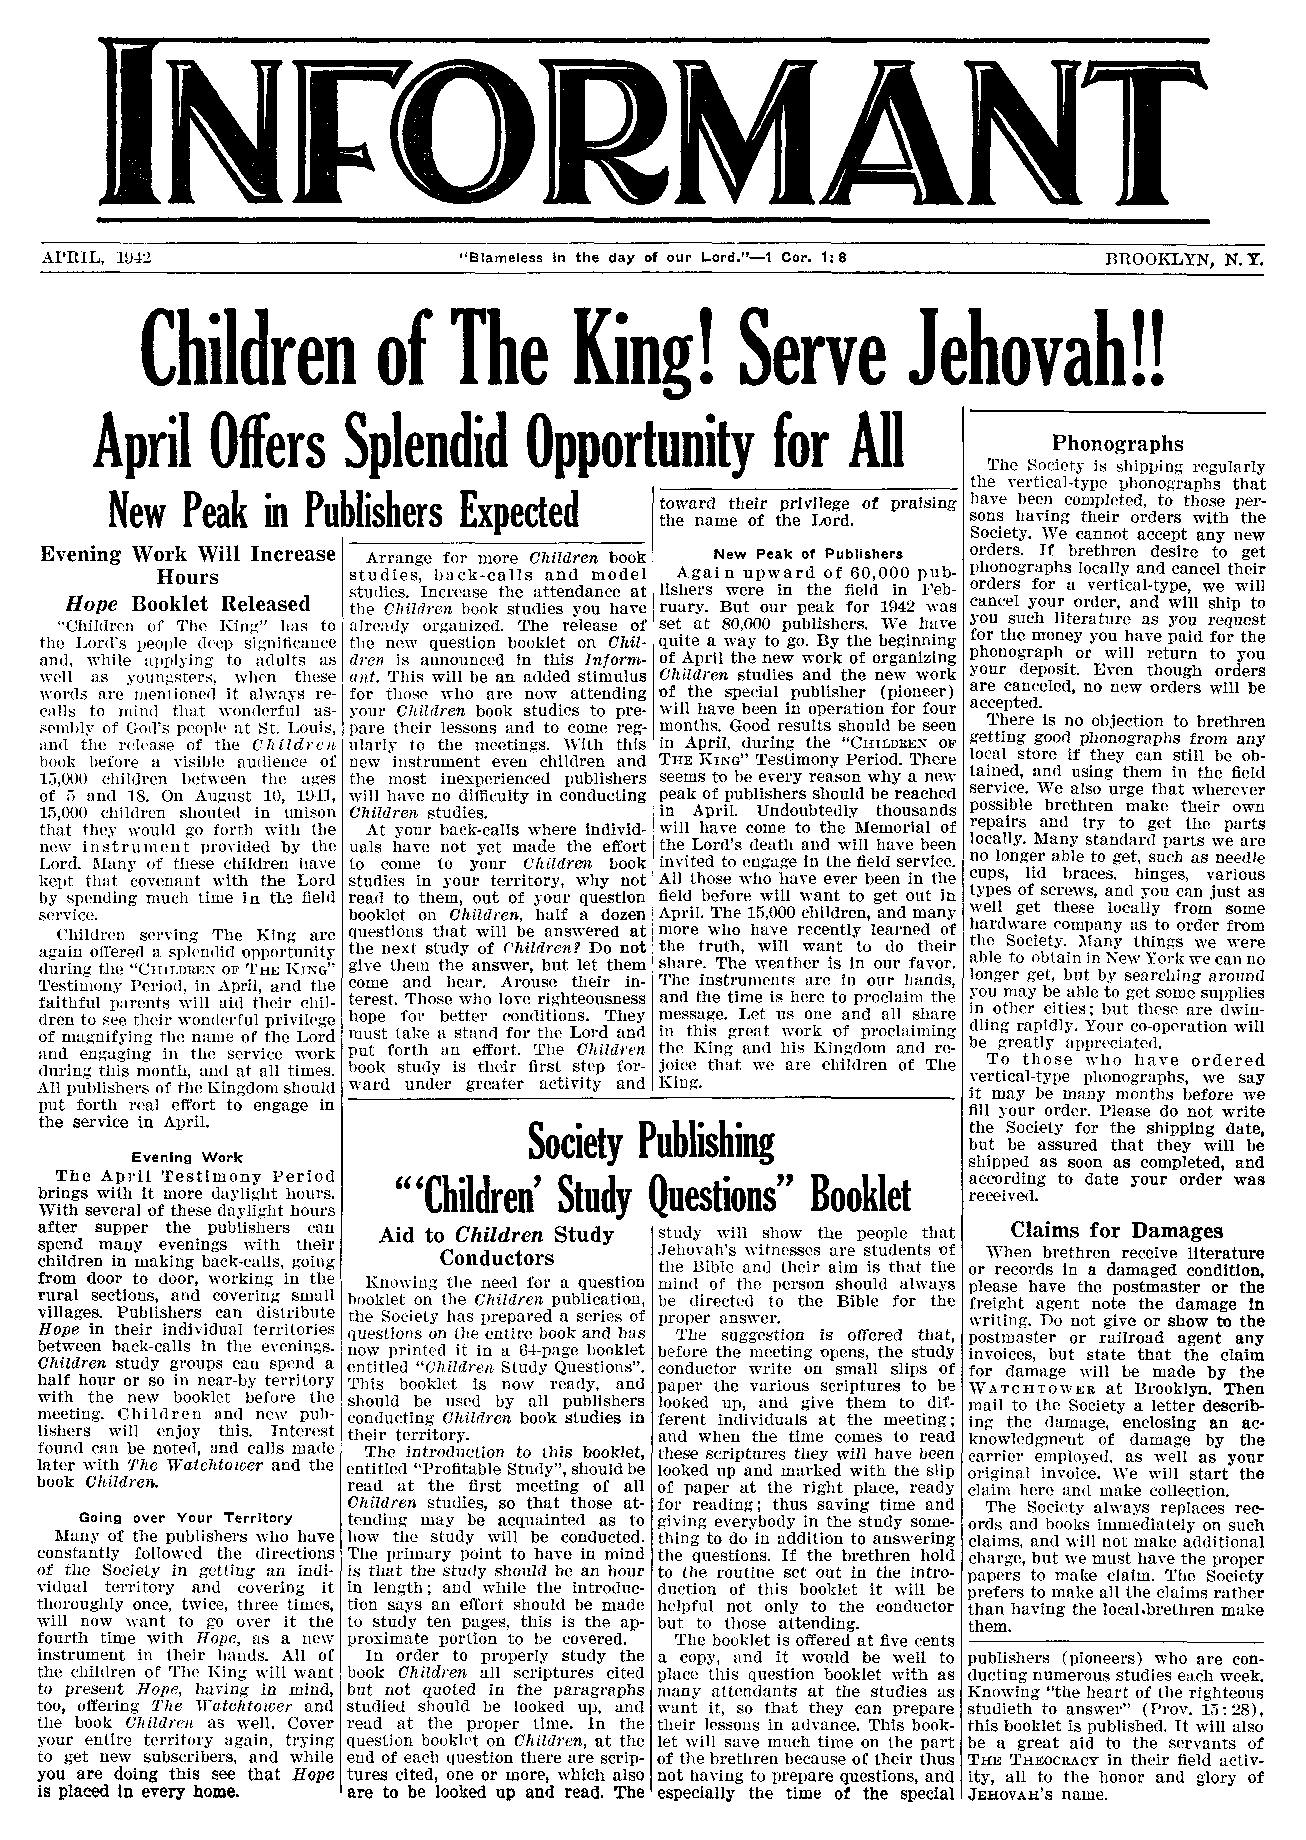 INFORMANT
APRIL, 1942
"Blameless in the day of our Lord."—1 Cor. 1:8
BROOKLYN, N. Y.
Children of The King! Serve Jehovah!!
April Offers Splendid Opportunity for All
New Peak in Publishers Expected
Evening Work Will Increase
Hours
Hope Booklet Released
"Children of The King" has to
the Lord's people deep significance
and, while applying to adults as
well as youngsters, when these
words are mentioned it always re-
calls to mind that wonderful as-
sembly of God's people at St. Louis,
and the release of the Children
book before a visible audience of
15,000 children between the ages
of 5 and 18. On August 10, 1941,
15,000 children shouted in unison
that they would go forth with the
new instrument provided by the
Lord. Many of these children have
kept that covenant with the Lord
by spending much time in the field
service.
Children serving The King are
again offered a splendid opportunity
during the "CHILDREN OF THE KING"
Testimony Period, in April, and the
faithful parents will aid their chil-
dren to see their wonderful privilege
of magnifying the name of the Lord
and engaging in the service work
during this month, and at all times.
All publishers of the Kingdom should
put forth real effort to engage in
the service in April.
Evening Work
The April Testimony Period
brings with it more daylight hours.
With several of these daylight hours
after supper the publishers can
spend many evenings with their
children in making back-calls, going
from door to door, working in the
rural sections, and covering small
villages. Publishers can distribute
Hope in their individual territories
between back-calls in the evenings.
Children study groups can spend a
half hour or so in near-by territory
with the new booklet before the
meeting. Children and new pub-
lishers will enjoy this. Interest
found can be noted, and calls made
later with The Watchtower and the
book Children.
Going over Your Territory
Many of the publishers who have
constantly followed the directions
of the Society in getting an indi-
vidual territory and covering it
thoroughly once, twice, three times,
will now want to go over it the
fourth time with Hope, as a new
instrument in their hands. All of
the children of The King will want
to present Hope, having in mind,
too, offering The Watchtower and
the book Children as well. Cover
your entire territory again, trying
to get new subscribers, and while
you are doing this see that Hope
is placed in every home.
Arrange for more Children book
studies, back-calls and model
studies. Increase the attendance at
the Children book studies you have
already organized. The release of
the new question booklet on Chil-
dren is announced in this Inform-
ant. This will be an added stimulus
for those who are now attending
your Children book studies to pre-
pare their lessons and to come reg-
ularly to the meetings. With this
new instrument even children and
the most inexperienced publishers
will have no difficulty in conducting
Children studies.
At your back-calls where individ-
uals have not yet made the effort
to come to your Children book
studies in your territory, why not
read to them, out of your question
booklet on Children, half a dozen
questions that will be answered at
the next study of Children? Do not
give them the answer, but let them
come and hear. Arouse their in-
terest. Those who love righteousness
hope for better conditions. They
must take a stand for the Lord and
put forth an effort. The Children
book study is their first step for-
ward under greater activity and
toward their privilege of praising
the name of the Lord.
New Peak of Publishers
Again upward of 60,000 pub-
lishers were in the field in Feb-
ruary. But our peak for 1942 was
set at 80,000 publishers. We have
quite a way to go. By the beginning
of April the new work of organizing
Children studies and the new work
of the special publisher (pioneer)
will have been in operation for four
months. Good results should be seen
in April, during the "CHILDREN OF
THE KING" Testimony Period. There
seems to be every reason why a new
peak of publishers should be reached
in April. Undoubtedly thousands
will have come to the Memorial of
the Lord's death and will have been
invited to engage in the field service.
All those who have ever been in the
field before will want to get out in
April. The 15,000 children, and many
more who have recently learned of
the truth, will want to do their
share. The weather is in our favor.
The instruments are in our hands,
and the time is here to proclaim the
message. Let us one and all share
in this great work of proclaiming
the King and his Kingdom and re-
joice that we are children of The
King.
Society Publishing
"'Children' Study Questions" Booklet
Aid to Children Study
Conductors
Knowing the need for a question
booklet on the Children publication,
the Society has prepared a series of
questions on the entire book and has
now printed it in a 64-page booklet
entitled "Children Study Questions".
This booklet is now ready, and
should be used by all publishers
conducting Children book studies in
their territory.
The introduction to this booklet,
entitled "Profitable Study", should be
read at the first meeting of all
Children studies, so that those at-
tending may be acquainted as to
how the study will be conducted.
The primary point to have in mind
is that the study should be an hour
in length; and while the introduc-
tion says an effort should be made
to study ten pages, this is the ap-
proximate portion to be covered.
In order to properly study the
book Children all scriptures cited
but not quoted in the paragraphs
studied should be looked up, and
read at the proper time. In the
question booklet on Children, at the
end of each question there are scrip-
tures cited, one or more, which also
are to be looked up and read. The
study will show the people that
Jehovah's witnesses are students of
the Bible and their aim is that the
mind of the person should always
be directed to the Bible for the
proper answer.
The suggestion is offered that,
before the meeting opens, the study
conductor write on small slips of
paper the various scriptures to be
looked up, and give them to dif-
ferent individuals at the meeting;
and when the time comes to read
these scriptures they will have been
looked up and marked with the slip
of paper at the right place, ready
for reading; thus saving time and
giving everybody in the study some-
thing to do in addition to answering
the questions. If the brethren hold
to the routine set out in the intro-
duction of this booklet it will be
helpful not only to the conductor
but to those attending.
The booklet is offered at five cents
a copy, and it would be well to
place this question booklet with as
many attendants at the studies as
want it, so that they can prepare
their lessons in advance. This book-
let will save much time on the part
of the brethren because of their thus
not having to prepare questions, and
especially the time of the special
publishers (pioneers) who are con-
ducting numerous studies each week.
Knowing "the heart of the righteous
studieth to answer" (Prov. 15:28),
this booklet is published. It will also
be a great aid to the servants of
THE THEOCRACY in their field activ-
ity, all to the honor and glory of
JEHOVAH'S name.
Phonographs
The Society is shipping regularly
the vertical-type phonographs that
have been completed, to those per-
sons having their orders with the
Society. We cannot accept any new
orders. If brethren desire to get
phonographs locally and cancel their
orders for a vertical-type, we will
cancel your order, and will ship to
you such literature as you request
for the money you have paid for the
phonograph or will return to you
your deposit. Even though orders
are canceled, no new orders will be
accepted.
There is no objection to brethren
getting good phonographs from any
local store if they can still be ob-
tained, and using them in the field
service. We also urge that wherever
possible brethren make their own
repairs and try to get the parts
locally. Many standard parts we are
no longer able to get, such as needle
cups, lid braces, hinges, various
types of screws, and you can just as
well get these locally from some
hardware company as to order from
the Society. Many things we were
able to obtain in New York we can no
longer get, but by searching around
you may be able to get some supplies
in other cities; but these are dwin-
dling rapidly. Your co-operation will
be greatly appreciated.
To those who have ordered
vertical-type phonographs, we say
it may be many months before we
fill your order. Please do not write
the Society for the shipping date,
but be assured that they will be
shipped as soon as completed, and
according to date your order was
received.
Claims for Damages
When brethren receive literature
or records in a damaged condition,
please have the postmaster or the
freight agent note the damage in
writing. Do not give or show to the
postmaster or railroad agent any
invoices, but state that the claim
for damage will be made by the
WATCHTOWER at Brooklyn. Then
mail to the Society a letter describ-
ing the damage, enclosing an ac-
knowledgment of damage by the
carrier employed, as well as your
original invoice. We will start the
claim here and make collection.
The Society always replaces rec-
ords and books immediately on such
claims, and will not make additional
charge, but we must have the proper
papers to make claim. The Society
prefers to make all the claims rather
than having the local brethren make
them.